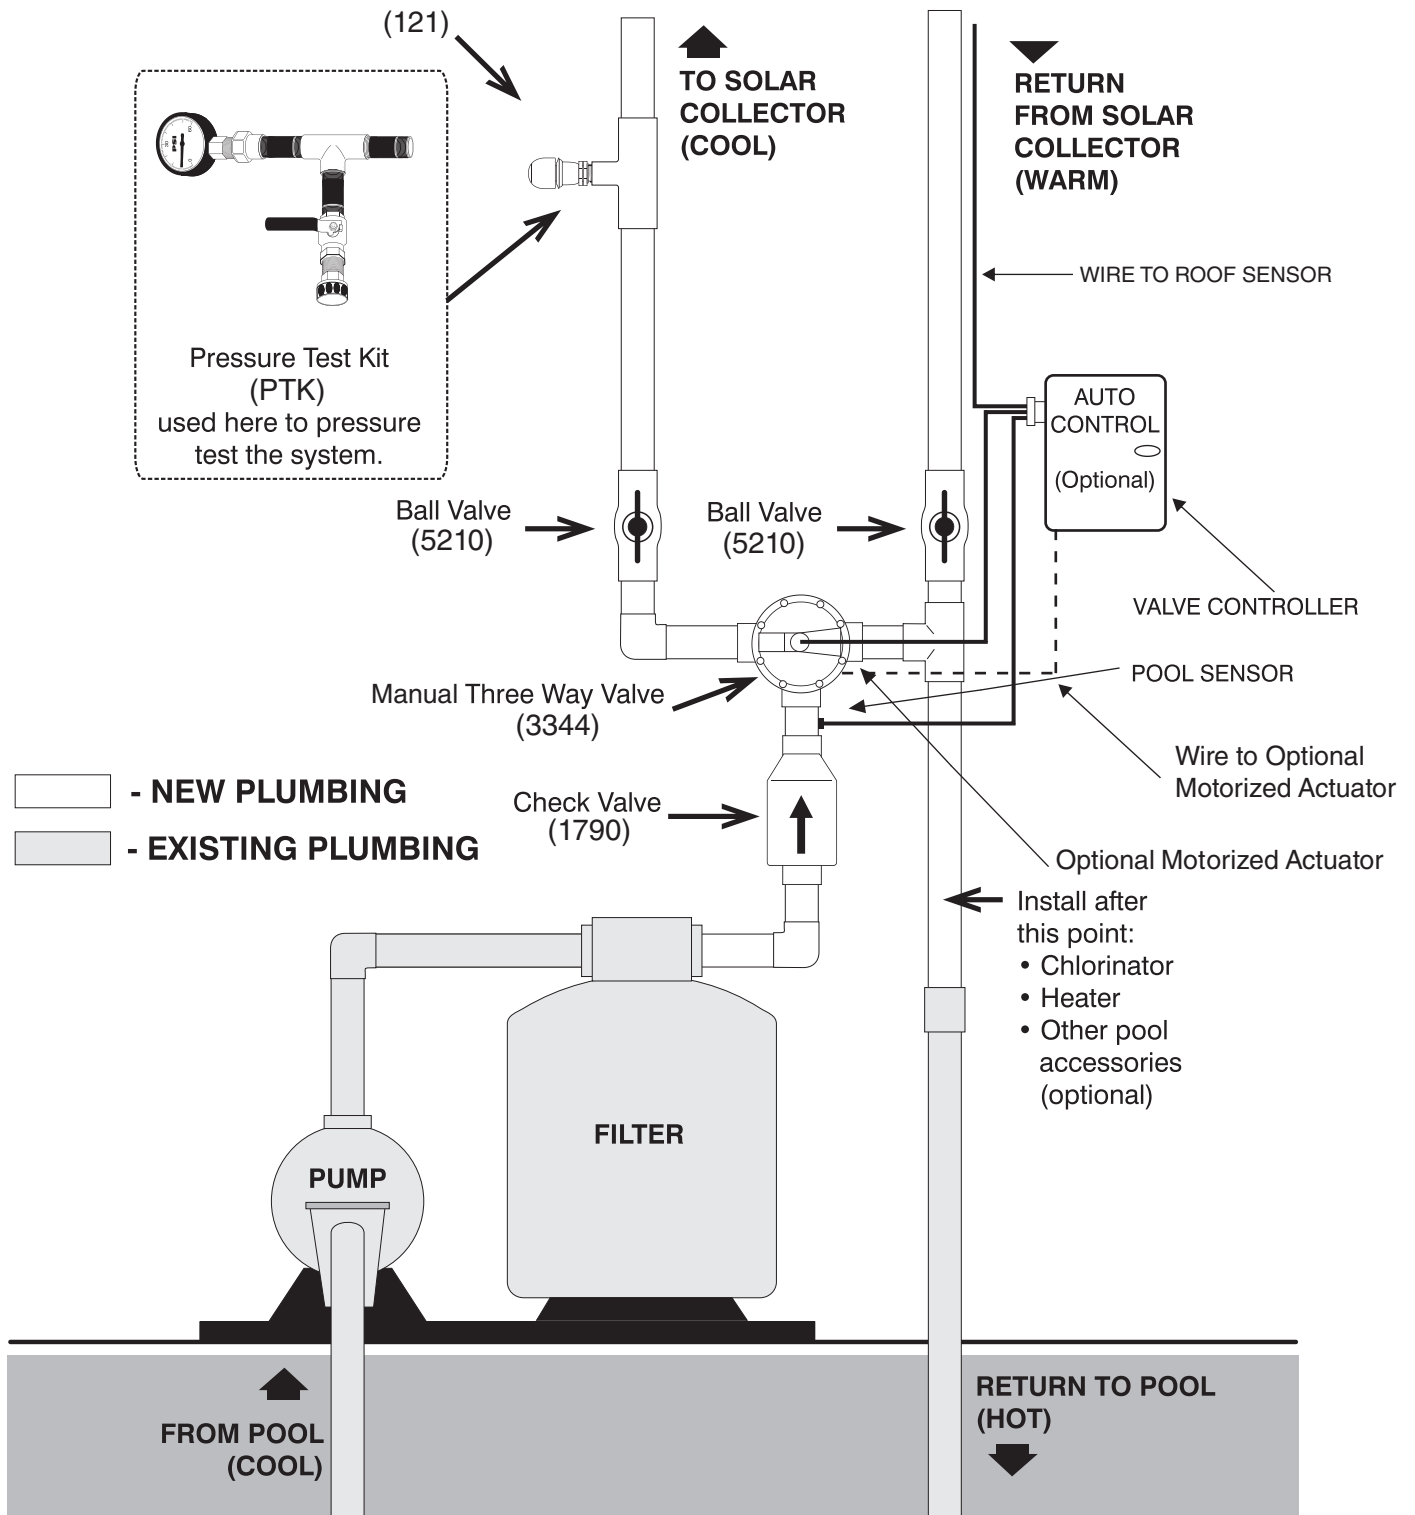 (121)
TO SOLAR
COLLECTOR
(COOL)
RETURN
FROM SOLAR
COLLECTOR
(WARM)
PSI
WIRE TO ROOF SENSOR
Pressure Test Kit
(PTK)
used here to pressure
test the system.
AUTO
CONTROL
(Optional)
Ball Valve
(5210)
Ball Valve
(5210)
VALVE CONTROLLER
POOL SENSOR
Manual Three Way Valve
(3344)
Wire to Optional
Motorized Actuator
- NEW PLUMBING
- EXISTING PLUMBING
Check Valve
(1790)
Optional Motorized Actuator
Install after
this point:
• Chlorinator
• Heater
• Other pool
accessories
(optional)
FILTER
PUMP
FROM POOL
(COOL)
RETURN TO POOL
(HOT)